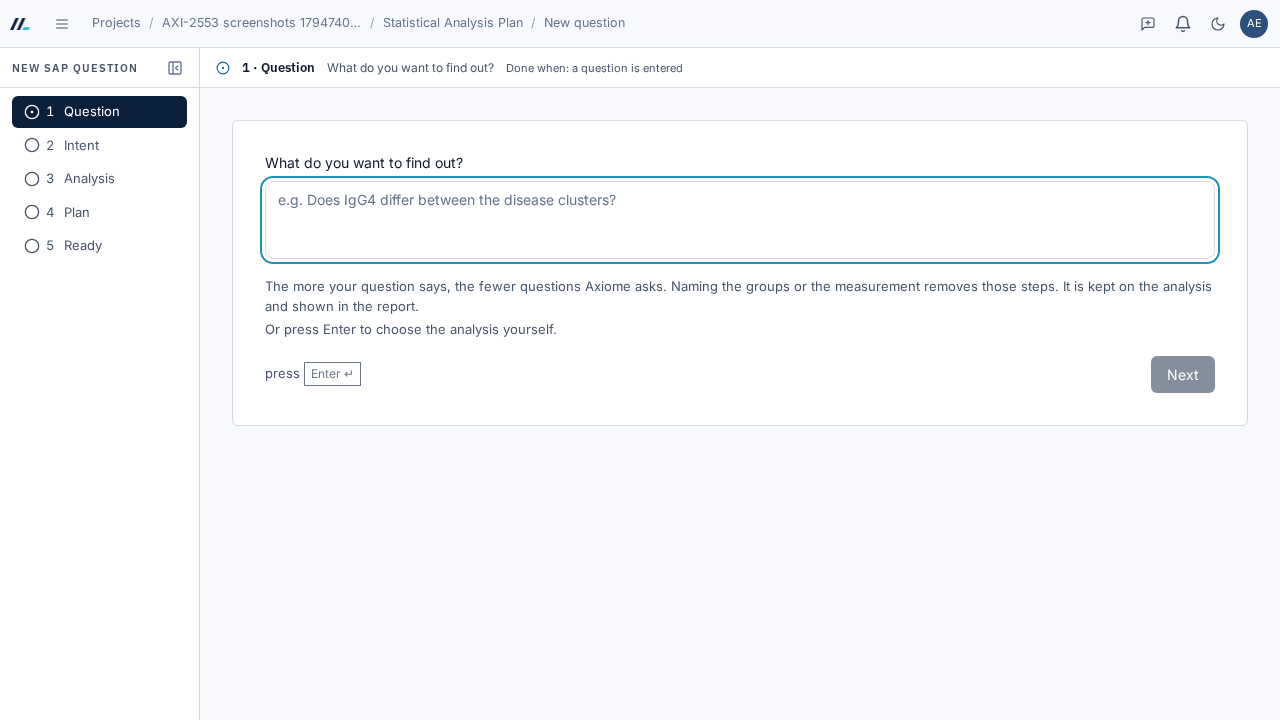 Projects / AXI-2553 screenshots 1794740... / Statistical Analysis Plan / New question
AE
NEW SAP QUESTION
1 · Question What do you want to find out? Done when: a question is entered
1 Question
2 Intent
3 Analysis
4 Plan
5 Ready
What do you want to find out?
e.g. Does IgG4 differ between the disease clusters?
The more your question says, the fewer questions Axiome asks. Naming the groups or the measurement removes those steps. It is kept on the analysis
and shown in the report.
Or press Enter to choose the analysis yourself.
press Enter ↵
Next